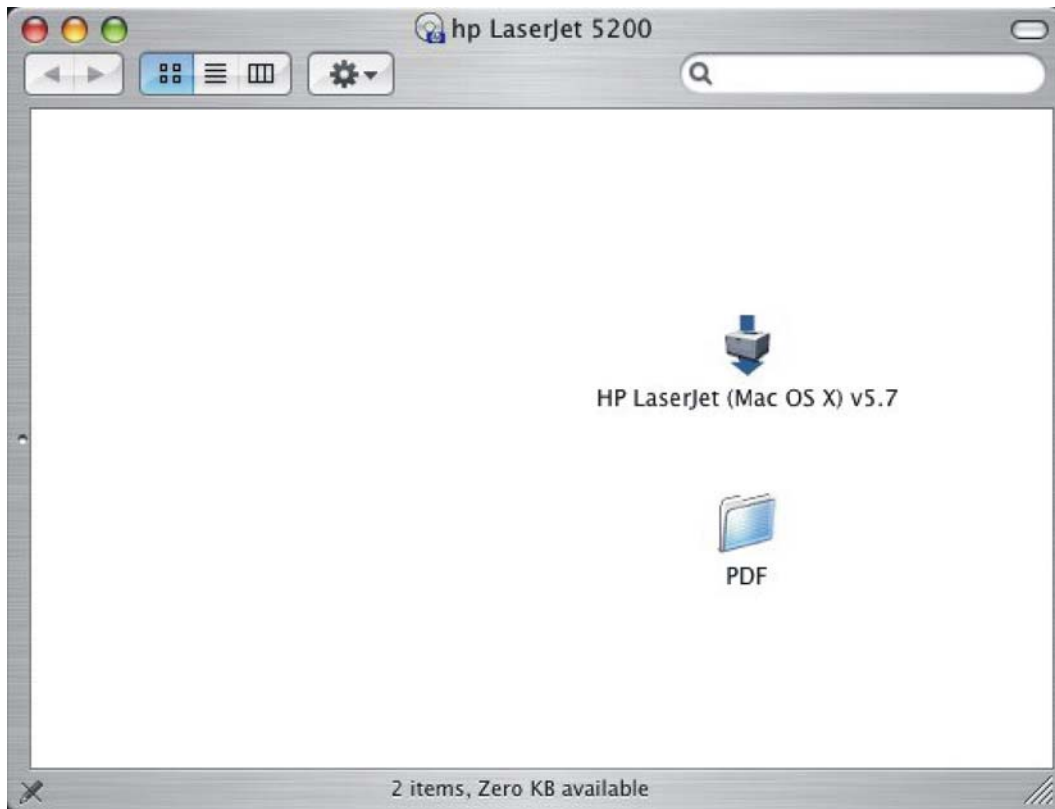 hp LaserJet 5200
HP LaserJet (Mac OS X) v5.7
PDF
2 items, Zero KB available